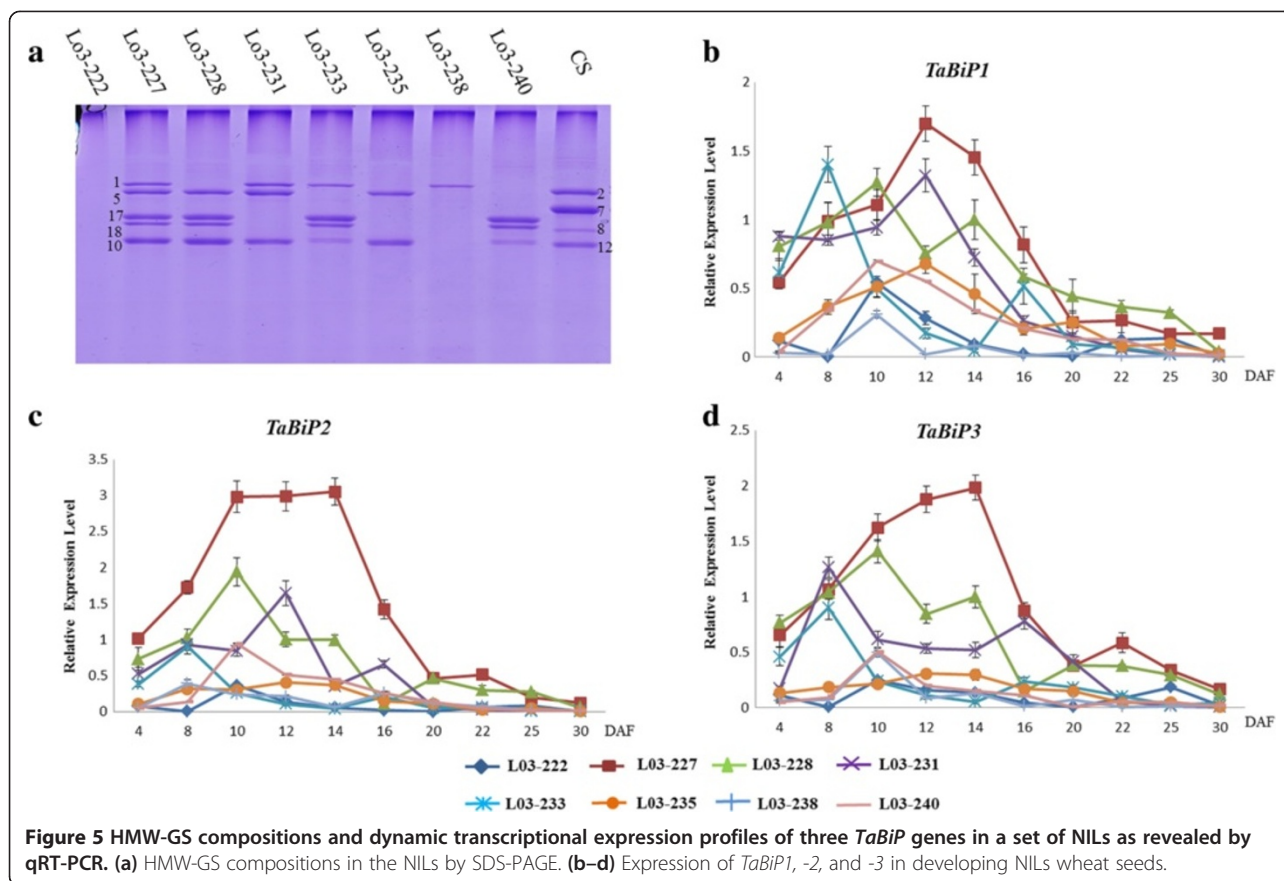 a
Lo3-222 Lo3-227 Lo3-228 Lo3-231 Lo3-233 Lo3-235 Lo3-238 Lo3-240 CS
1
5
17
18
10
2
7
8
12
b
TaBiP1
Relative Expression Level
2
1.5
1
0.5
0
4 8 10 12 14 16 20 22 25 30 DAF
c
TaBiP2
Relative Expression Level
3.5
3
2.5
2
1.5
1
0.5
0
4 8 10 12 14 16 20 22 25 30 DAF
d
TaBiP3
Relative Expression Level
2.5
2
1.5
1
0.5
0
4 8 10 12 14 16 20 22 25 30 DAF
L03-222 L03-227 L03-228 L03-231
L03-233 L03-235 L03-238 L03-240
Figure 5 HMW-GS compositions and dynamic transcriptional expression profiles of three TaBiP genes in a set of NILs as revealed by
qRT-PCR. (a) HMW-GS compositions in the NILs by SDS-PAGE. (b–d) Expression of TaBiP1, -2, and -3 in developing NILs wheat seeds.